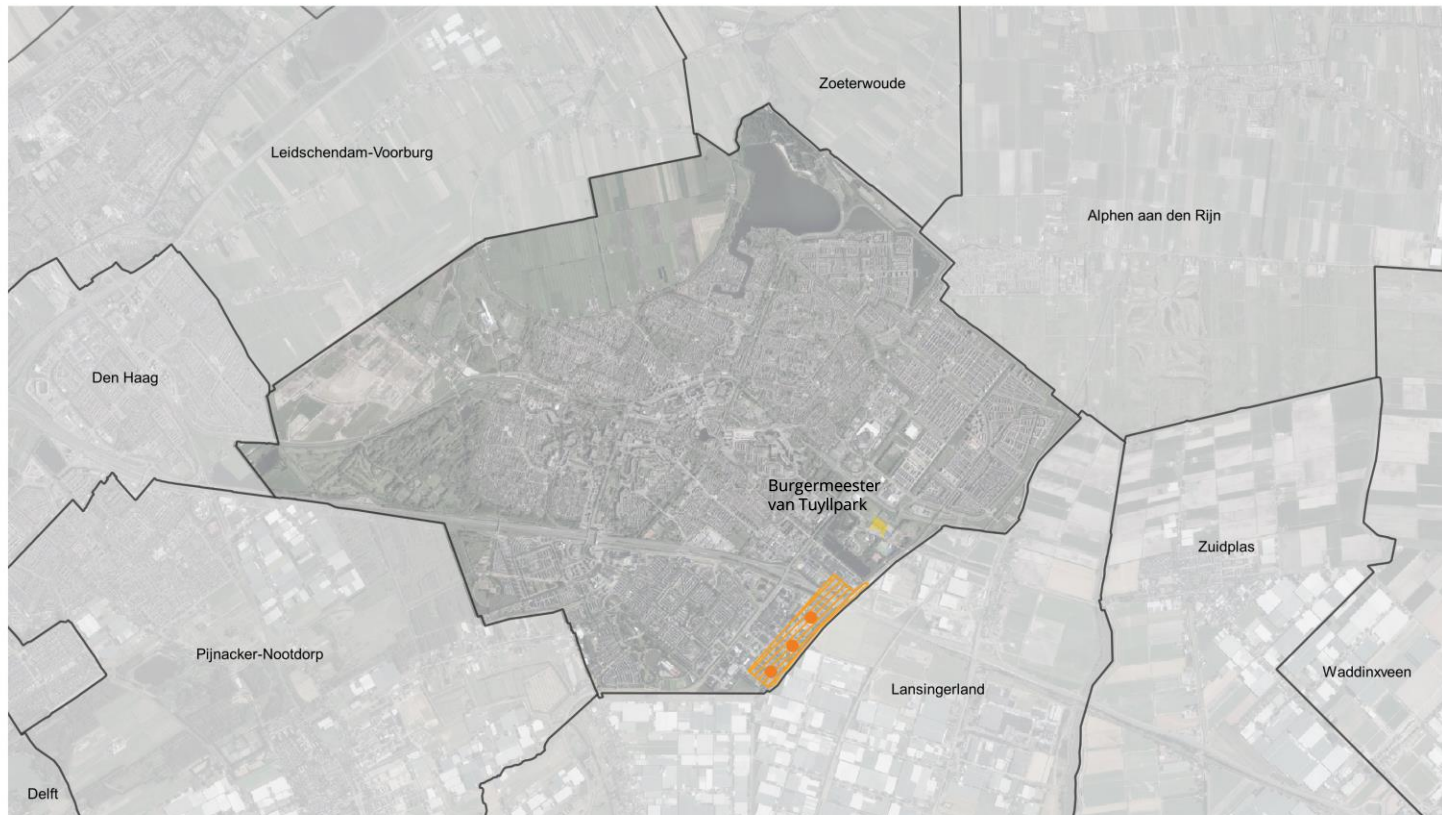 Zoeterwoude
Leidschendam-Voorburg
Alphen aan den Rijn
Den Haag
Burgermeester
van Tuyllpark
Zuidplas
Pijnacker-Nootdorp
Waddinxveen
Lansingerland
Delft